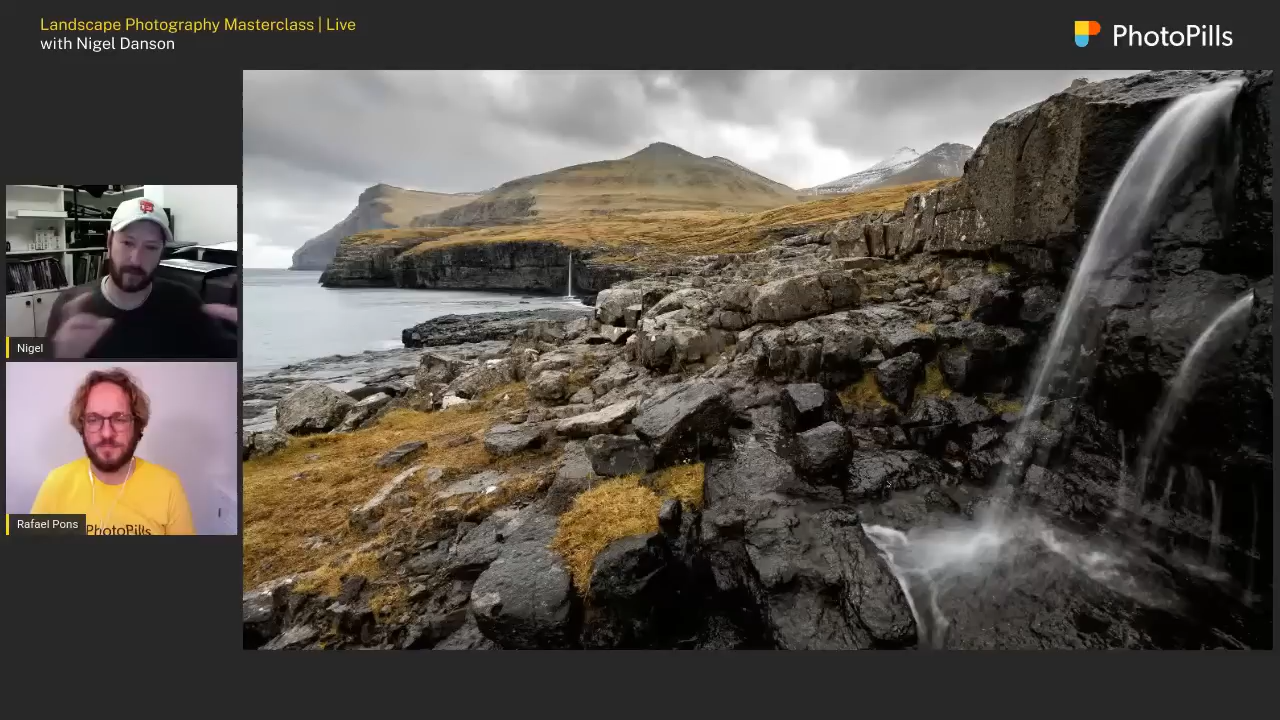 Landscape Photography Masterclass | Live
with Nigel Danson
PhotoPills
Nigel
Rafael Pons
PhotoPills